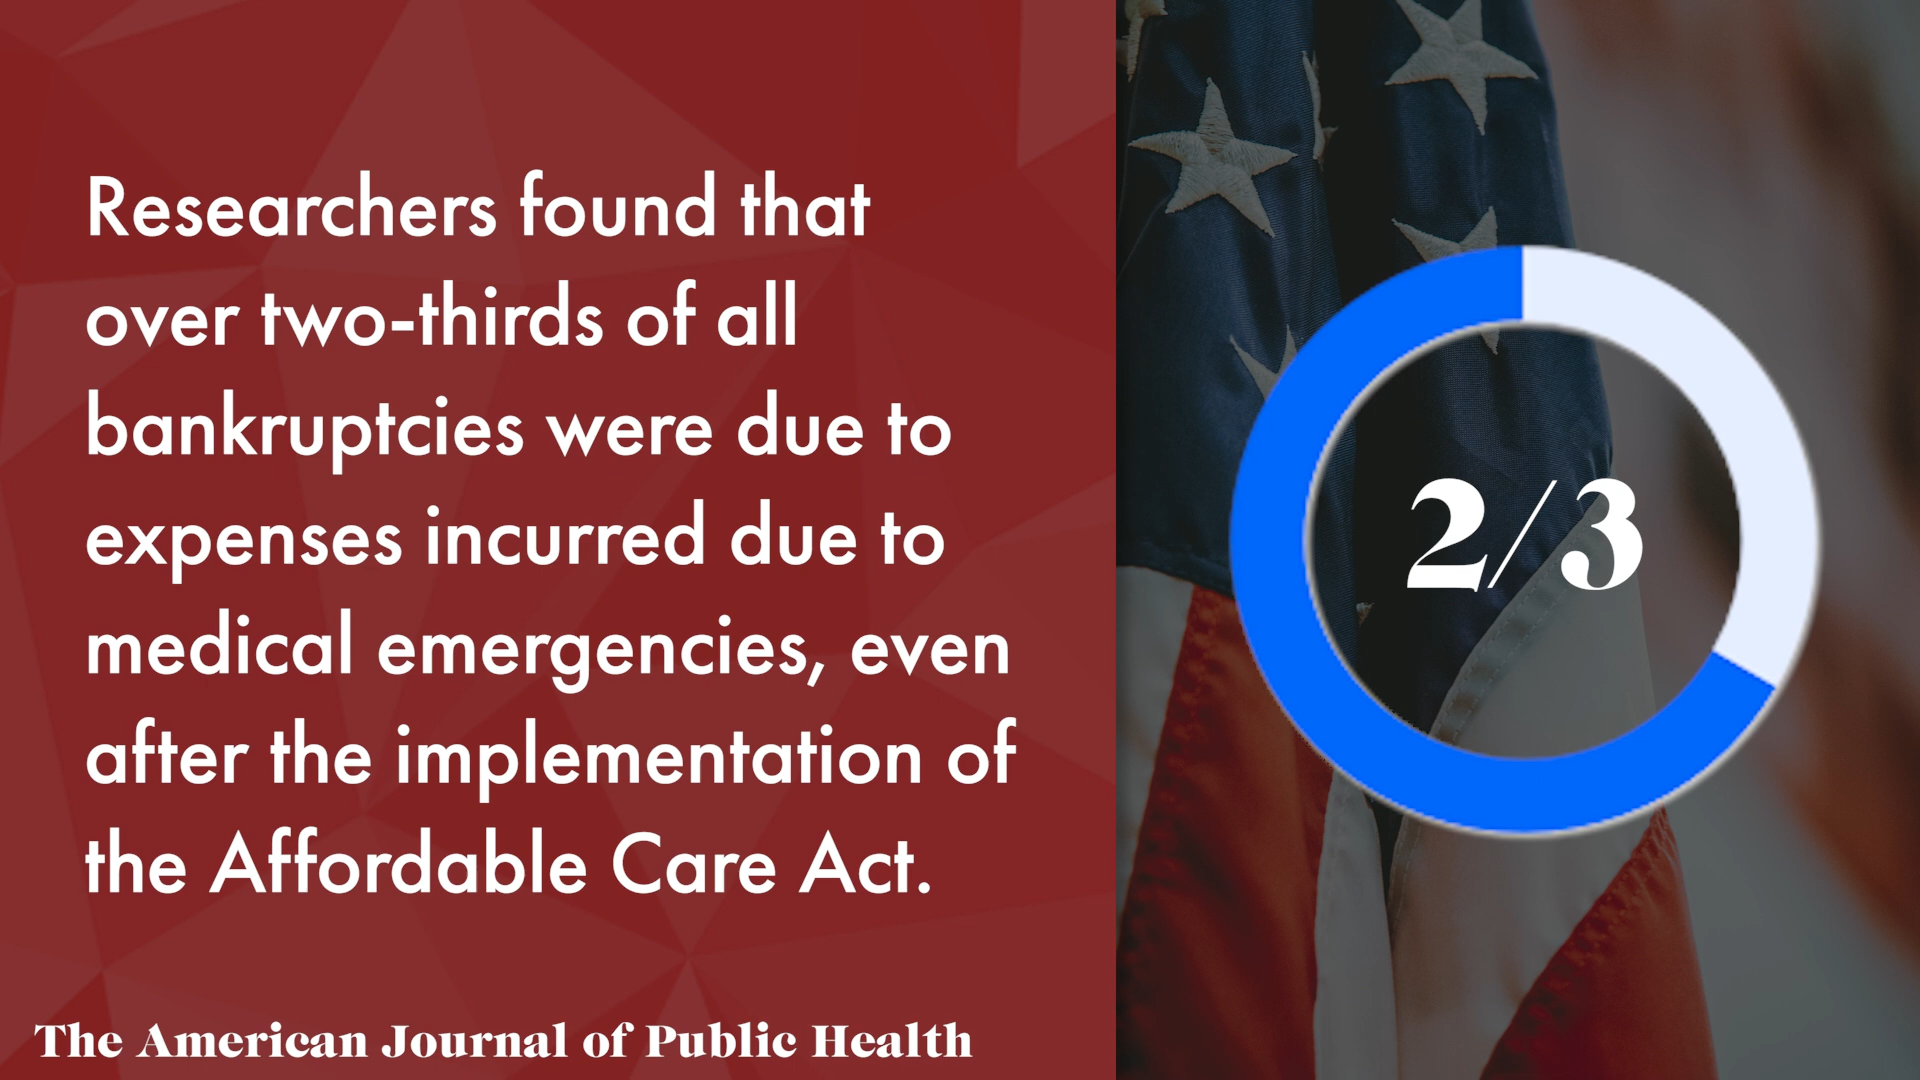 Researchers found that
over two-thirds of all
bankruptcies were due to
expenses incurred due to
medical emergencies, even
after the implementation of
the Affordable Care Act.
The American Journal of Public Health
2/3